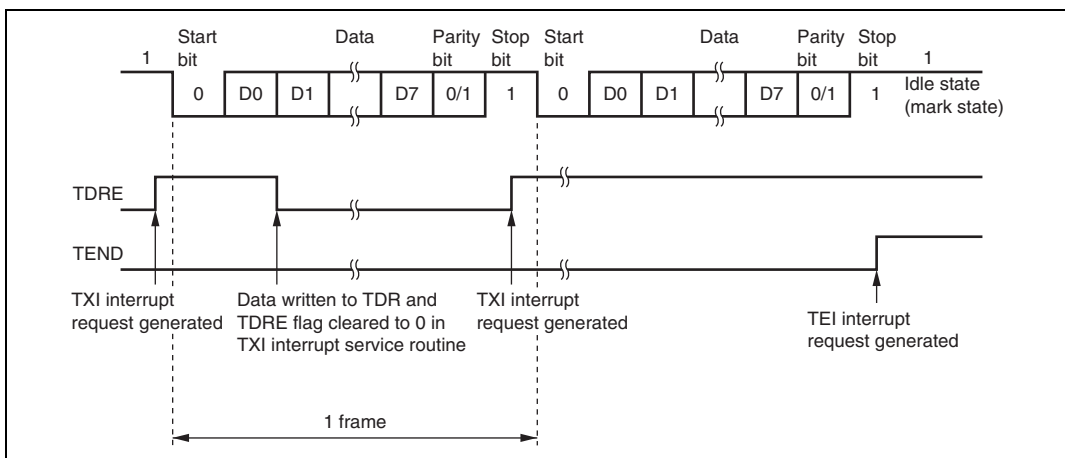 Start bit Data Parity bit Stop bit Start bit Data Parity bit Stop bit
1 1
0 D0 D1 D7 0/1 1 0 D0 D1 D7 0/1 1
Idle state
(mark state)
TDRE
TEND
TXI interrupt
request generated
Data written to TDR and
TDRE flag cleared to 0 in
TXI interrupt service routine
TXI interrupt
request generated
TEI interrupt
request generated
1 frame